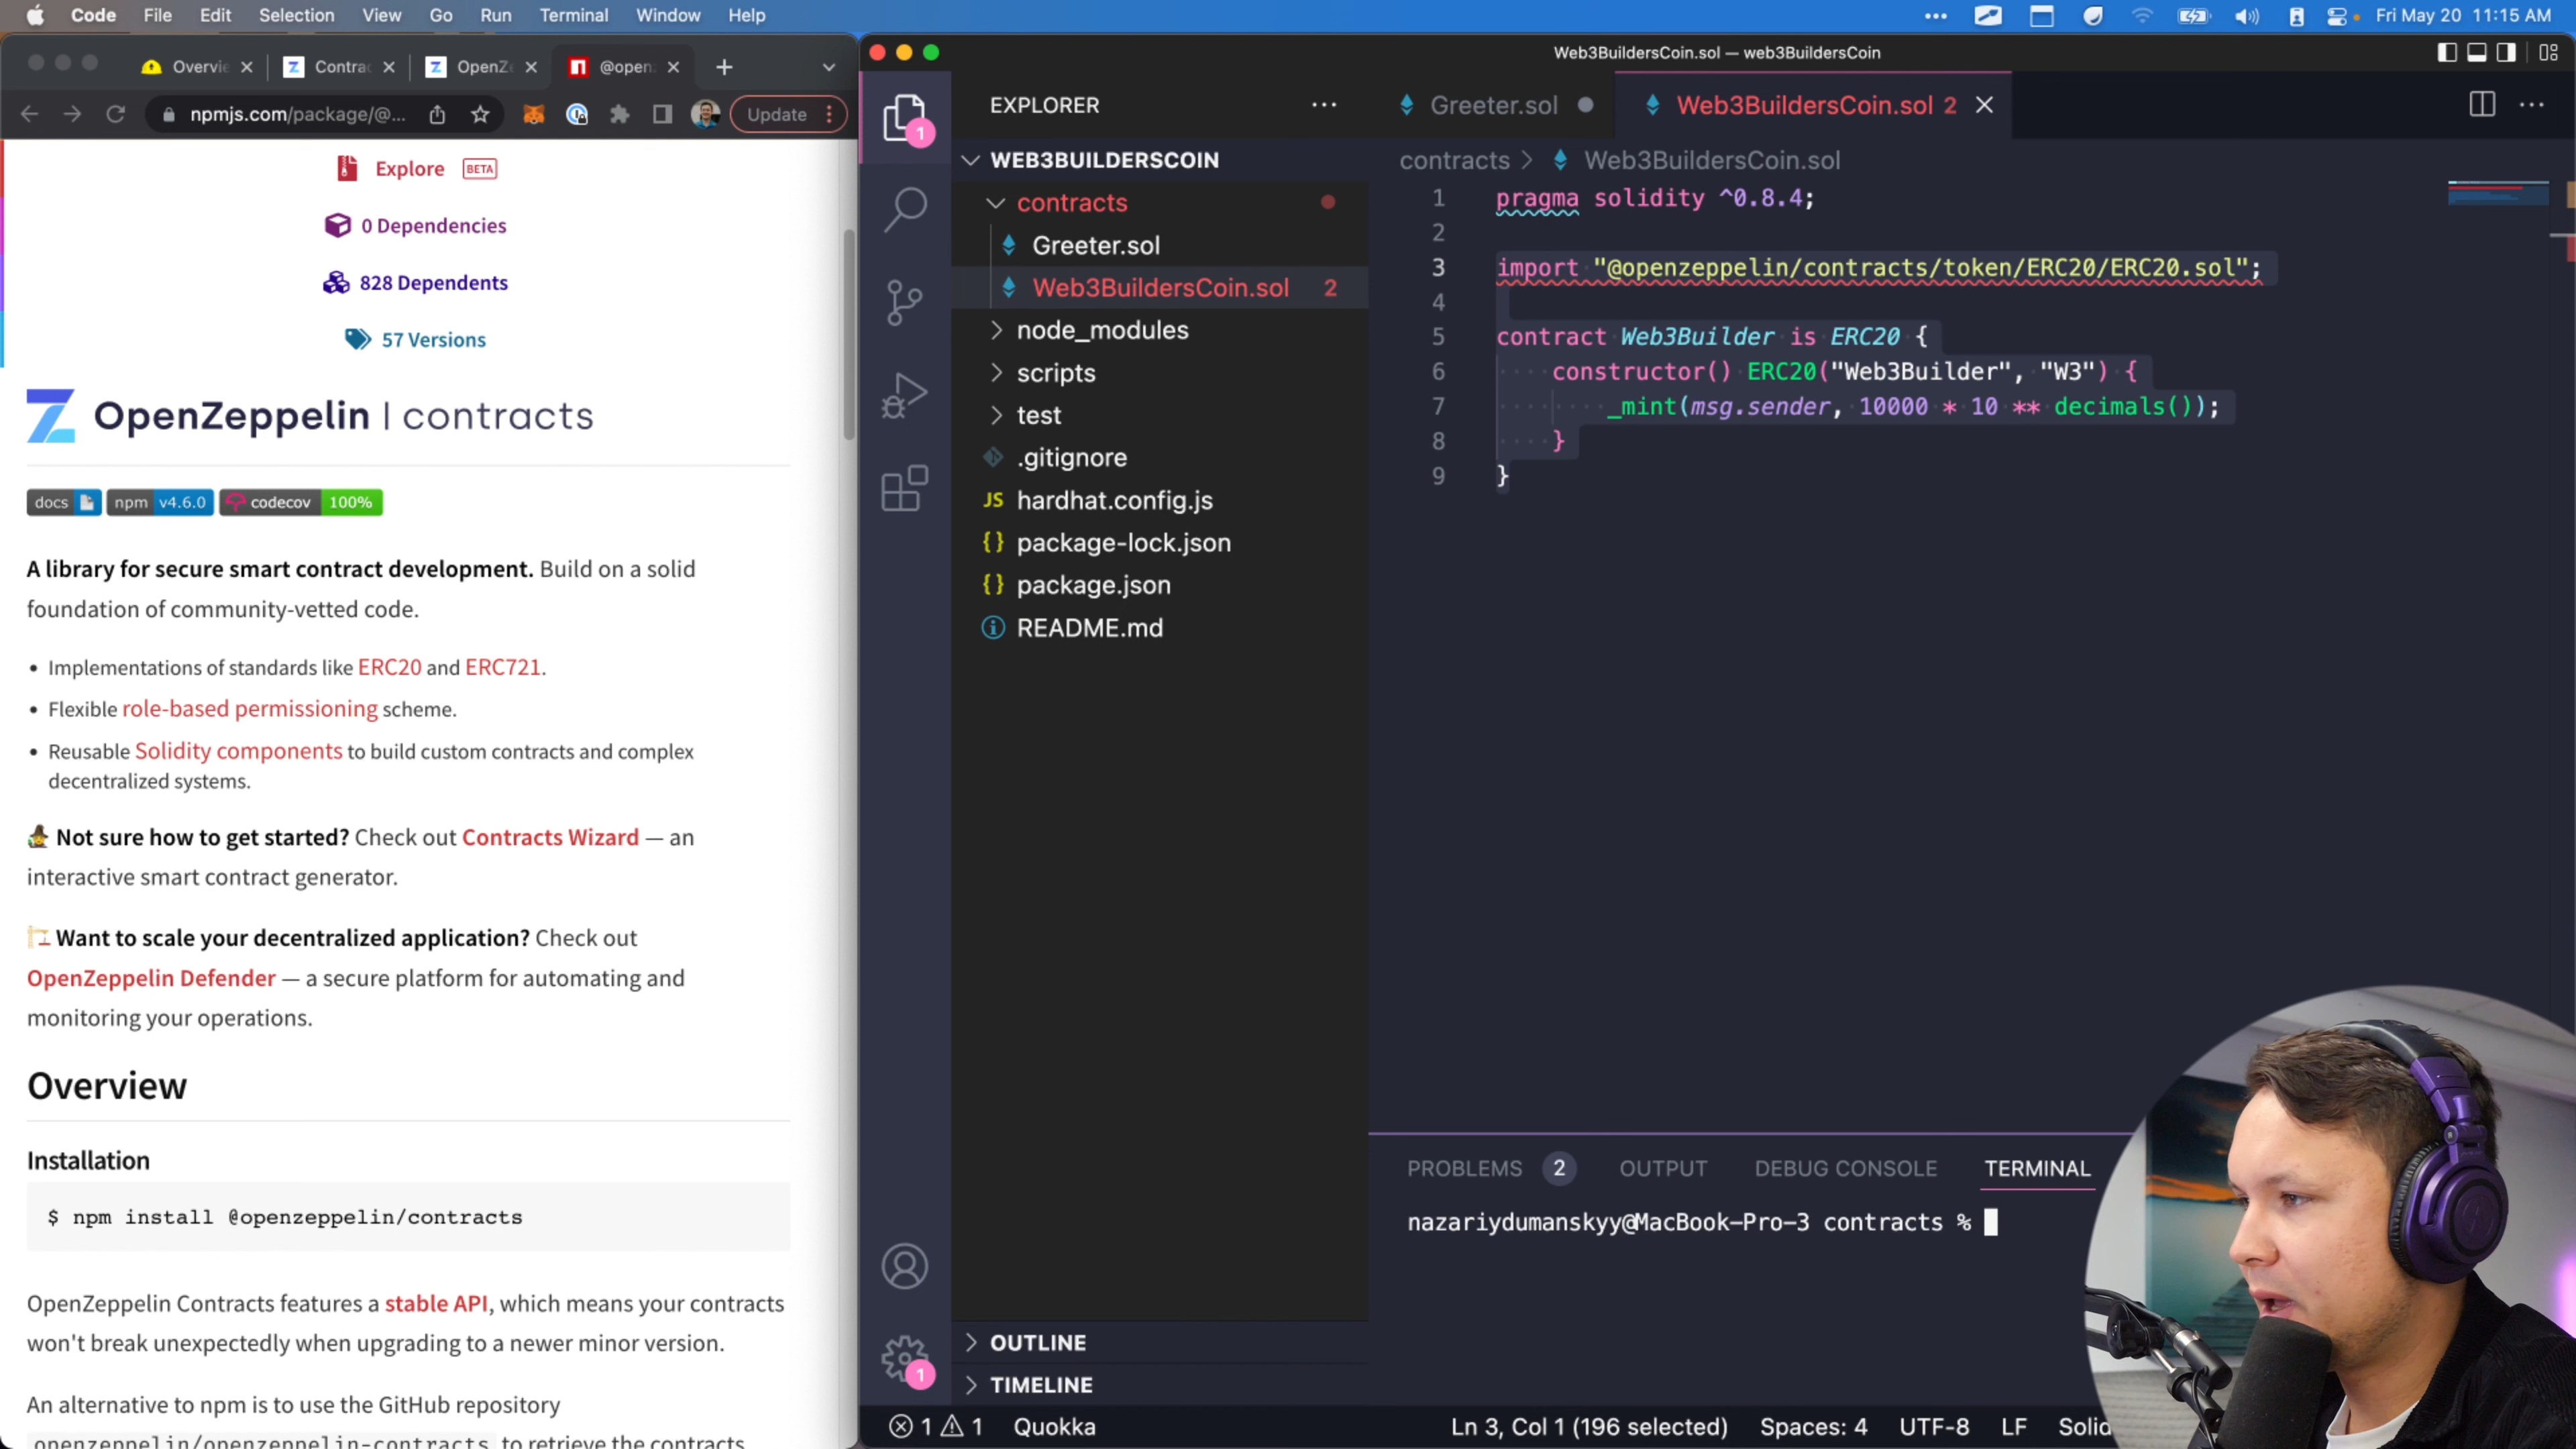 Code File Edit Selection View Go Run Terminal Window Help
Fri May 20 11:15 AM
Overvie
Contra
OpenZe
@open
npmjs.com/package/@...
Update
Explore BETA
0 Dependencies
828 Dependents
57 Versions
OpenZeppelin | contracts
docs npm v4.6.0 codecov 100%
A library for secure smart contract development. Build on a solid
foundation of community-vetted code.
• Implementations of standards like ERC20 and ERC721.
• Flexible role-based permissioning scheme.
• Reusable Solidity components to build custom contracts and complex
decentralized systems.
Not sure how to get started? Check out Contracts Wizard — an
interactive smart contract generator.
Want to scale your decentralized application? Check out
OpenZeppelin Defender — a secure platform for automating and
monitoring your operations.
Overview
Installation
$ npm install @openzeppelin/contracts
OpenZeppelin Contracts features a stable API, which means your contracts
won't break unexpectedly when upgrading to a newer minor version.
An alternative to npm is to use the GitHub repository
openzeppelin/openzeppelin-contracts to retrieve the contracts
Web3BuildersCoin.sol — web3BuildersCoin
1
EXPLORER
WEB3BUILDERSCOIN
contracts
Greeter.sol
Web3BuildersCoin.sol 2
node_modules
scripts
test
.gitignore
JS hardhat.config.js
{} package-lock.json
{} package.json
README.md
OUTLINE
TIMELINE
1
Greeter.sol
Web3BuildersCoin.sol 2
contracts > Web3BuildersCoin.sol
1 pragma solidity ^0.8.4;
2
3 import "@openzeppelin/contracts/token/ERC20/ERC20.sol";
4
5 contract Web3Builder is ERC20 {
6 constructor() ERC20("Web3Builder", "W3") {
7 _mint(msg.sender, 10000 * 10 ** decimals());
8 }
9 }
PROBLEMS 2 OUTPUT DEBUG CONSOLE TERMINAL
nazariydumanskyy@MacBook-Pro-3 contracts %
1 1 Quokka
Ln 3, Col 1 (196 selected) Spaces: 4 UTF-8 LF Solid